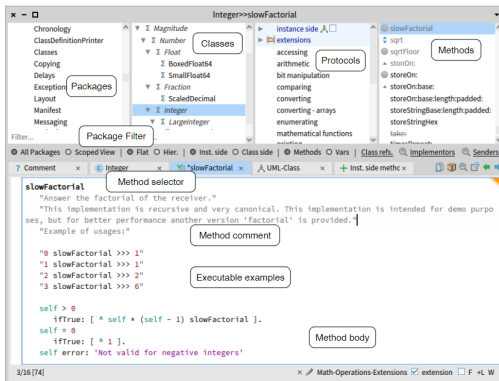 x - □ Integer>>slowFactorial
Chronology
ClassDefinitionPrinter
Classes
Copying
Delays
Exception
Layout
Manifest
Messaging
Filter...
Packages
Package Filter
Σ Magnitude
Σ Number
Σ Float
Σ BoxedFloat64
Σ SmallFloat64
Σ Fraction
Σ ScaledDecimal
Σ Integer
Σ LargeInteger
Classes
instance side
extensions
accessing
arithmetic
bit manipulation
comparing
converting
converting - arrays
enumerating
mathematical functions
printing
Protocols
slowFactorial
sqrt
sqrtFloor
stonOn:
storeOn:
storeOn:base:
storeOn:base:length:padded:
storeStringBase:length:padded:
storeStringHex
take:
Methods
All Packages Scoped View | Flat Hier. | Inst. side Class side | Methods Vars | Class refs. Implementors Senders
? Comment x Integer x *slowFactorial x UML-Class x + Inst. side methc x
Method selector
slowFactorial
"Answer the factorial of the receiver."
"This implementation is recursive and very canonical. This implementation is intended for demo purpo
ses, but for better performance another version 'factorial' is provided."
"Example of usages:"
Method comment
"0 slowFactorial >>> 1"
"1 slowFactorial >>> 1"
"2 slowFactorial >>> 2"
"3 slowFactorial >>> 6"
Executable examples
self > 0
ifTrue: [ ^ self * (self - 1) slowFactorial ].
self = 0
ifTrue: [ ^ 1 ].
self error: 'Not valid for negative integers'
Method body
3/16 [74] x Math-Operations-Extensions extension F +L W